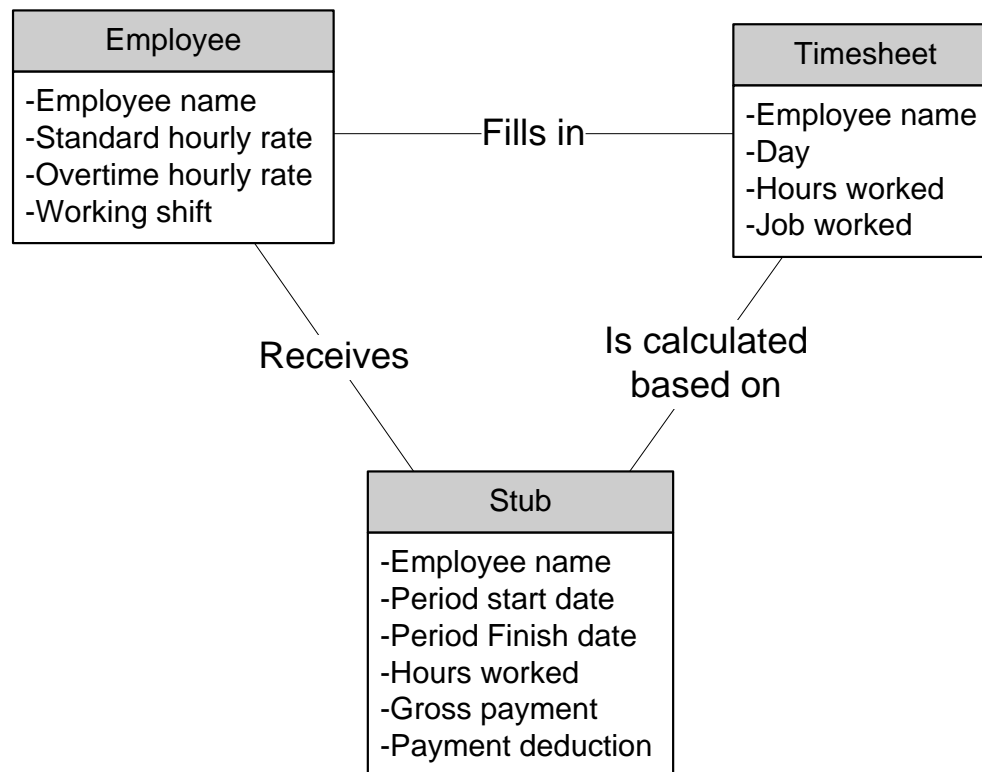 Employee
-Employee name
-Standard hourly rate
-Overtime hourly rate
-Working shift
Fills in
Timesheet
-Employee name
-Day
-Hours worked
-Job worked
Receives
Is calculated
based on
Stub
-Employee name
-Period start date
-Period Finish date
-Hours worked
-Gross payment
-Payment deduction